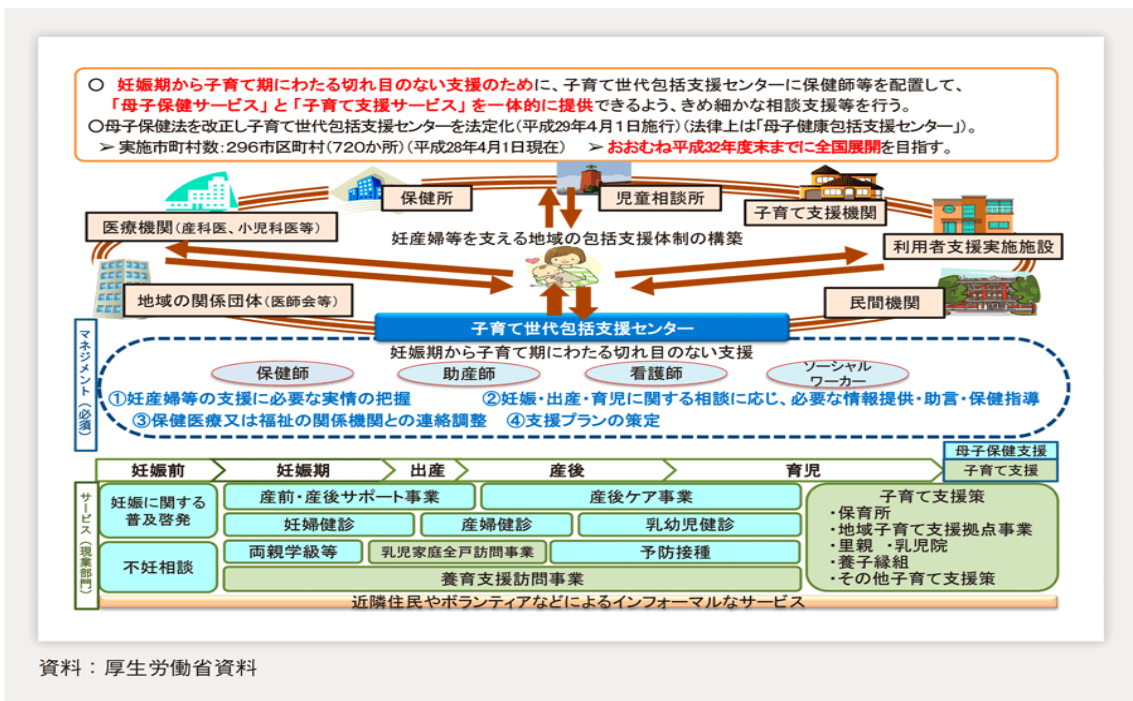 ○ 妊娠期から子育て期にわたる切れ目のない支援のために、子育て世代包括支援センターに保健師等を配置して、
「母子保健サービス」と「子育て支援サービス」を一体的に提供できるよう、きめ細かな相談支援等を行う。
○母子保健法を改正し子育て世代包括支援センターを法定化(平成29年4月1日施行)(法律上は「母子健康包括支援センター」)。
➢ 実施市町村数:296市区町村(720か所)(平成28年4月1日現在) ➢ おおむね平成32年度末までに全国展開を目指す。
保健所
児童相談所
子育て支援機関
医療機関(産科医、小児科医等)
妊産婦等を支える地域の包括支援体制の構築
利用者支援実施施設
地域の関係団体(医師会等)
民間機関
子育て世代包括支援センター
マネジメント(必須)
妊娠期から子育て期にわたる切れ目のない支援
保健師
助産師
看護師
ソーシャル
ワーカー
①妊産婦等の支援に必要な実情の把握 ②妊娠・出産・育児に関する相談に応じ、必要な情報提供・助言・保健指導
③保健医療又は福祉の関係機関との連絡調整 ④支援プランの策定
母子保健支援
妊娠前 妊娠期 出産 産後 育児 子育て支援
サービス(現業部門)
妊娠に関する
普及啓発
産前・産後サポート事業
産後ケア事業
妊婦健診
産婦健診
乳幼児健診
不妊相談
両親学級等
乳児家庭全戸訪問事業
予防接種
養育支援訪問事業
子育て支援策
・保育所
・地域子育て支援拠点事業
・里親 ・乳児院
・養子縁組
・その他子育て支援策
近隣住民やボランティアなどによるインフォーマルなサービス
資料:厚生労働省資料